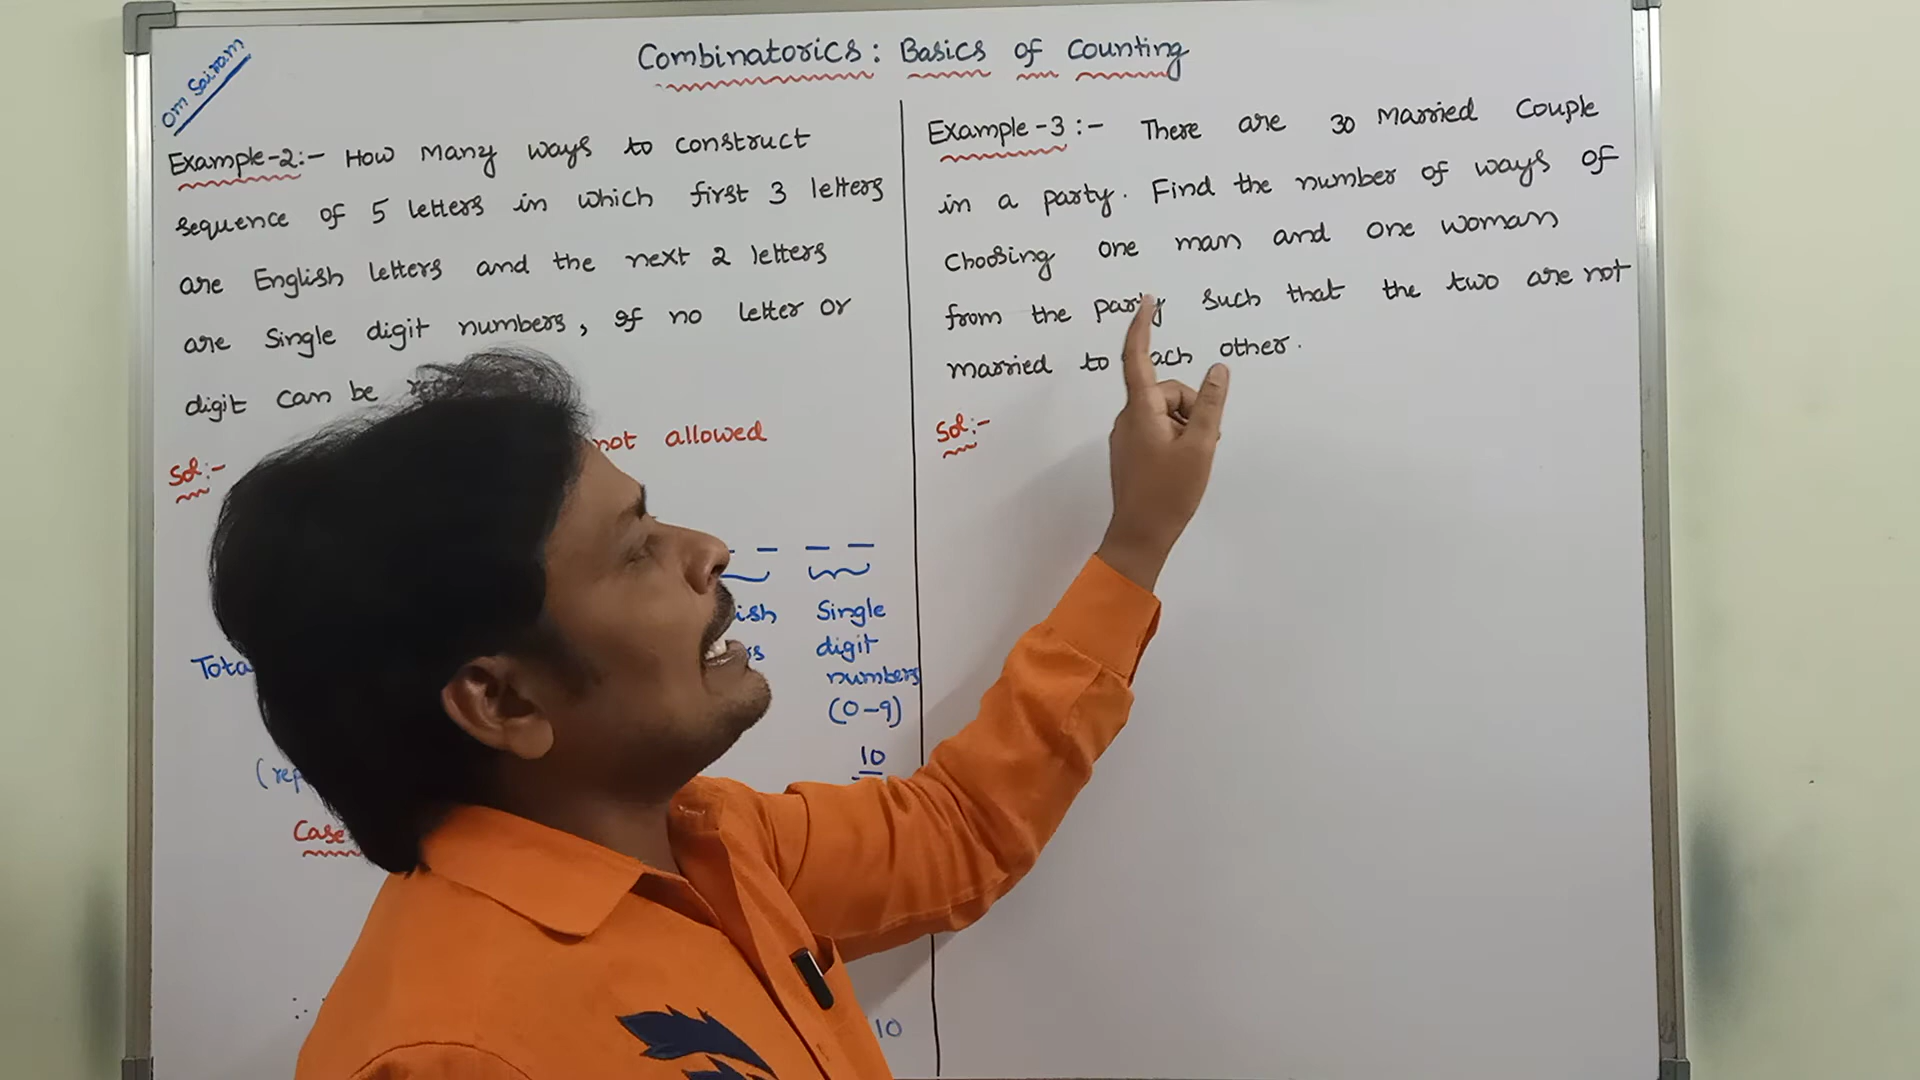 Om Sairam
Combinatorics: Basics of Counting
Example-2:- How many ways to construct
sequence of 5 letters in which first 3 letters
are English letters and the next 2 letters
are Single digit numbers, If no letter or
digit can be
Sol:- not allowed
Single
digit
numbers
(0-9)
10
10
Example-3:- There are 30 Married Couple
in a party. Find the number of ways of
choosing one man and one woman
from the party such that the two are not
married to each other.
Sol:-